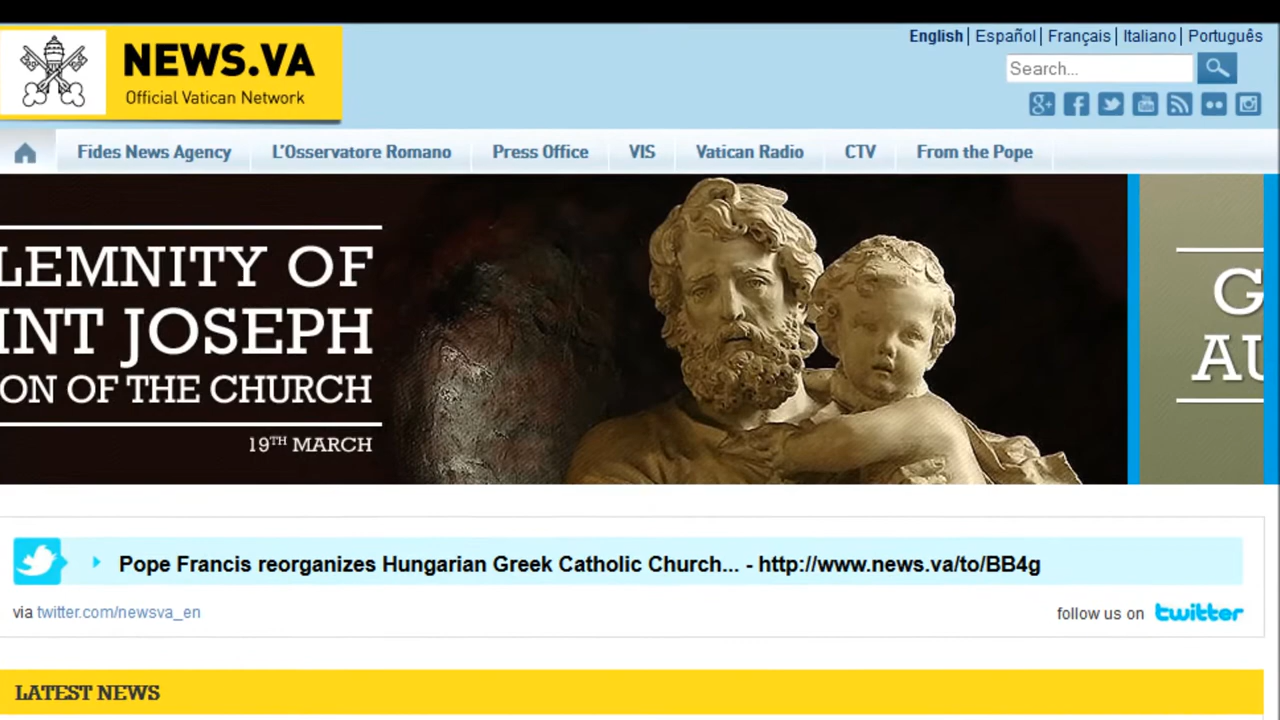 NEWS.VA
Official Vatican Network
English | Español | Français | Italiano | Português
Search...
Fides News Agency
L'Osservatore Romano
Press Office
VIS
Vatican Radio
CTV
From the Pope
LEMNITY OF
INT JOSEPH
ON OF THE CHURCH
19TH MARCH
G
AU
Pope Francis reorganizes Hungarian Greek Catholic Church... - http://www.news.va/to/BB4g
via twitter.com/newsva_en
follow us on twitter
LATEST NEWS